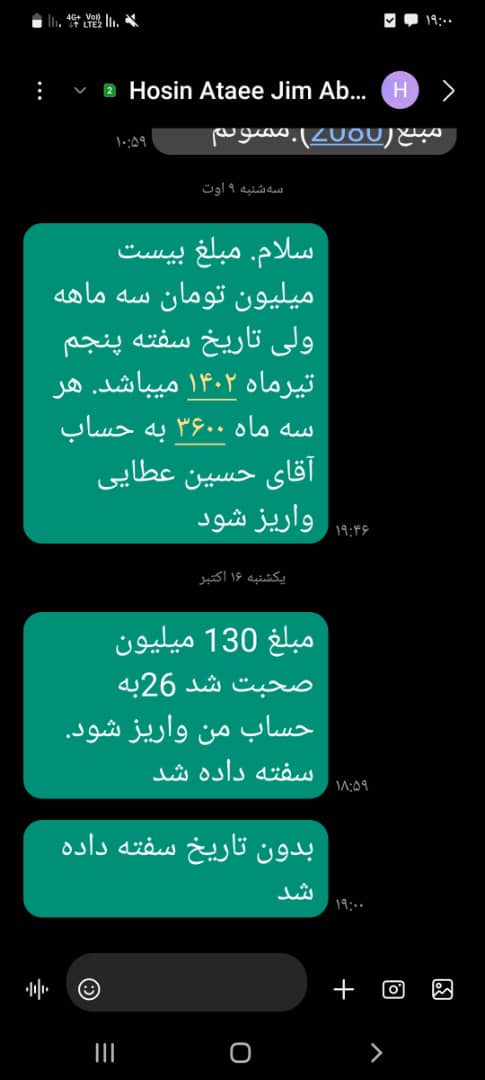 4G+ Vo) LTE2
۱۹:۰۰
2 Hosin Ataee Jim Ab... H
مبلغ(2080).ممنونم
۱۰:۵۹
سه‌شنبه ۹ اوت
سلام. مبلغ بیست
میلیون تومان سه ماهه
ولی تاریخ سفته پنجم
تیرماه ۱۴۰۲ میباشد. هر
سه ماه ۳۶۰۰ به حساب
آقای حسین عطایی
واریز شود
۱۹:۴۶
یکشنبه ۱۶ اکتبر
مبلغ 130 میلیون
صحبت شد 26به
حساب من واریز شود.
سفته داده شد
۱۸:۵۹
بدون تاریخ سفته داده
شد
۱۹:۰۰